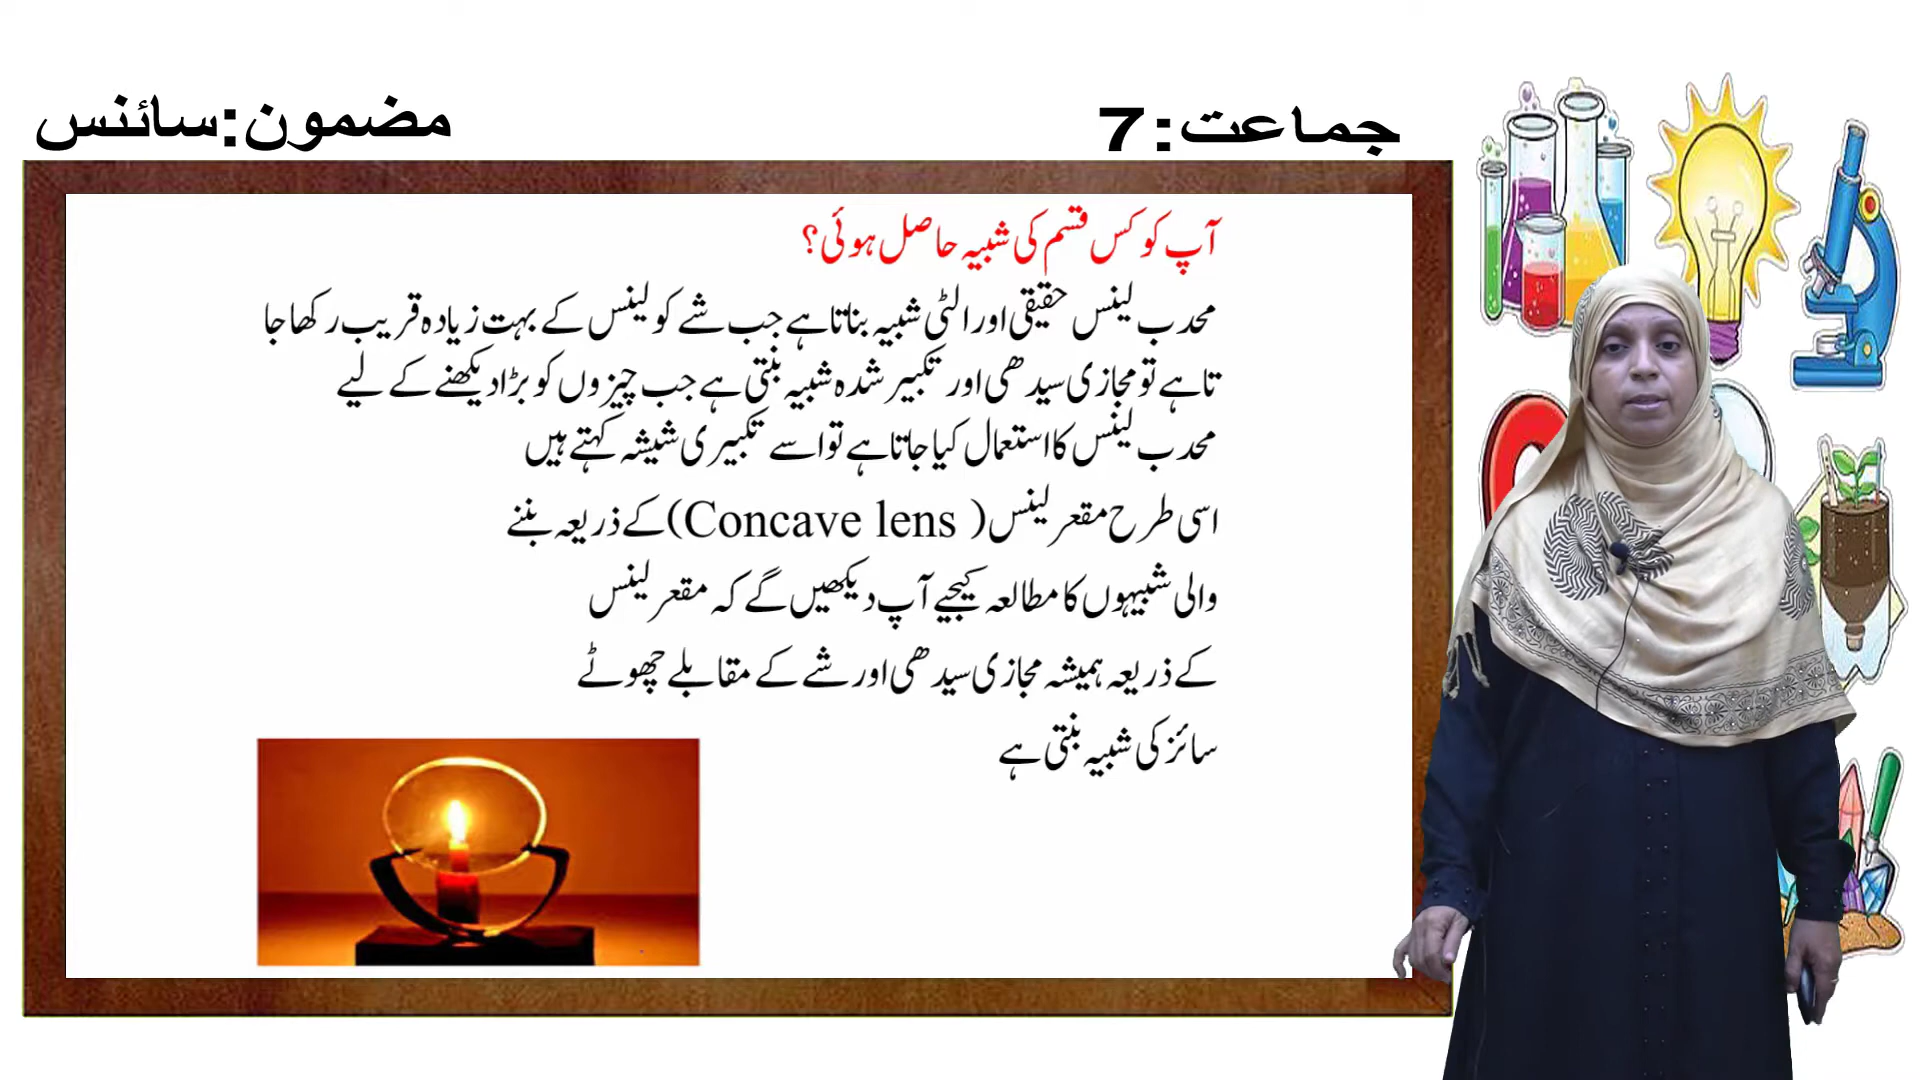 جماعت:7
مضمون:سائنس
آپ کو کس قسم کی شبیہ حاصل ہوئی؟
محدب لینس حقیقی اور الٹی شبیہ بناتا ہے جب شے کو لینس کے بہت زیادہ قریب رکھا جا
تا ہے تو مجازی سیدھی اور تکبیر شدہ شبیہ بنتی ہے جب چیزوں کو بڑا دیکھنے کے لیے
محدب لینس کا استعمال کیا جاتا ہے تو اسے تکبیری شیشہ کہتے ہیں
اسی طرح مقعر لینس( Concave lens)کے ذریعہ بننے
والی شبیہوں کا مطالعہ کیجیے آپ دیکھیں گے کہ مقعر لینس
کے ذریعہ ہمیشہ مجازی سیدھی اور شے کے مقابلے چھوٹے
سائز کی شبیہ بنتی ہے